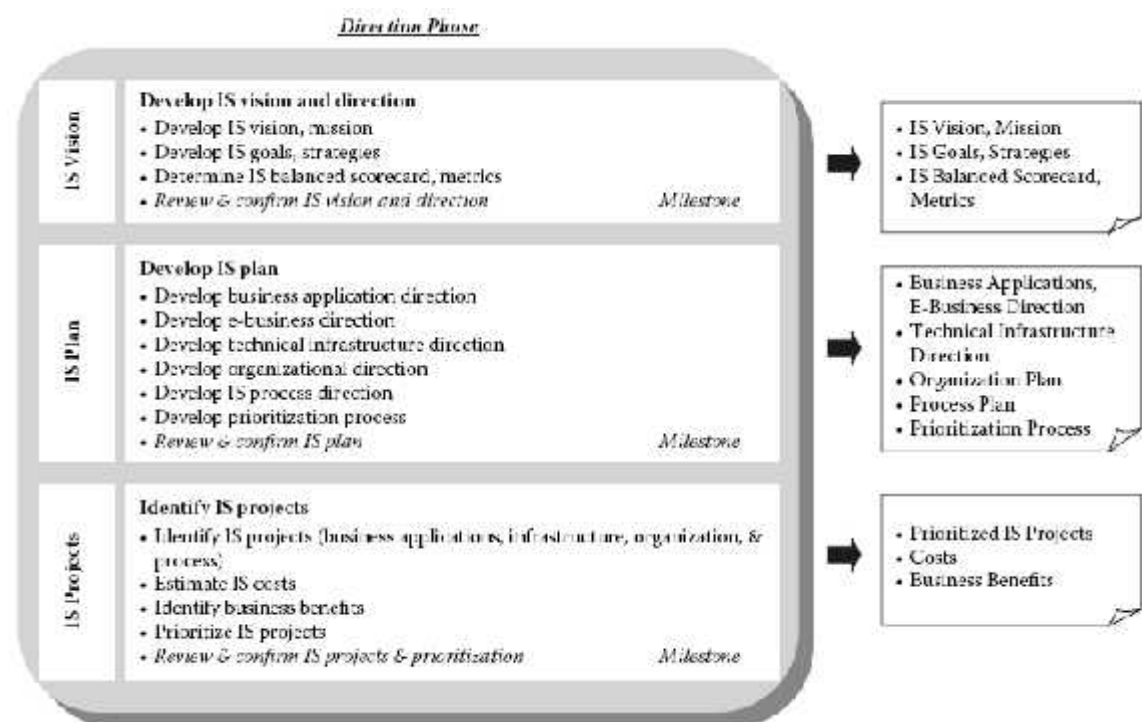 Direction Phase
IS Vision
Develop IS vision and direction
• Develop IS vision, mission
• Develop IS goals, strategies
• Determine IS balanced scorecard, metrics
• Review & confirm IS vision and direction Milestone
• IS Vision, Mission
• IS Goals, Strategies
• IS Balanced Scorecard,
Metrics
IS Plan
Develop IS plan
• Develop business application direction
• Develop e-business direction
• Develop technical infrastructure direction
• Develop organizational direction
• Develop IS process direction
• Develop prioritization process
• Review & confirm IS plan Milestone
• Business Applications,
E-Business Direction
• Technical Infrastructure
Direction
• Organization Plan
• Process Plan
• Prioritization Process
IS Projects
Identify IS projects
• Identify IS projects (business applications, infrastructure, organization, &
process)
• Estimate IS costs
• Identify business benefits
• Prioritize IS projects
• Review & confirm IS projects & prioritization Milestone
• Prioritized IS Projects
• Costs
• Business Benefits